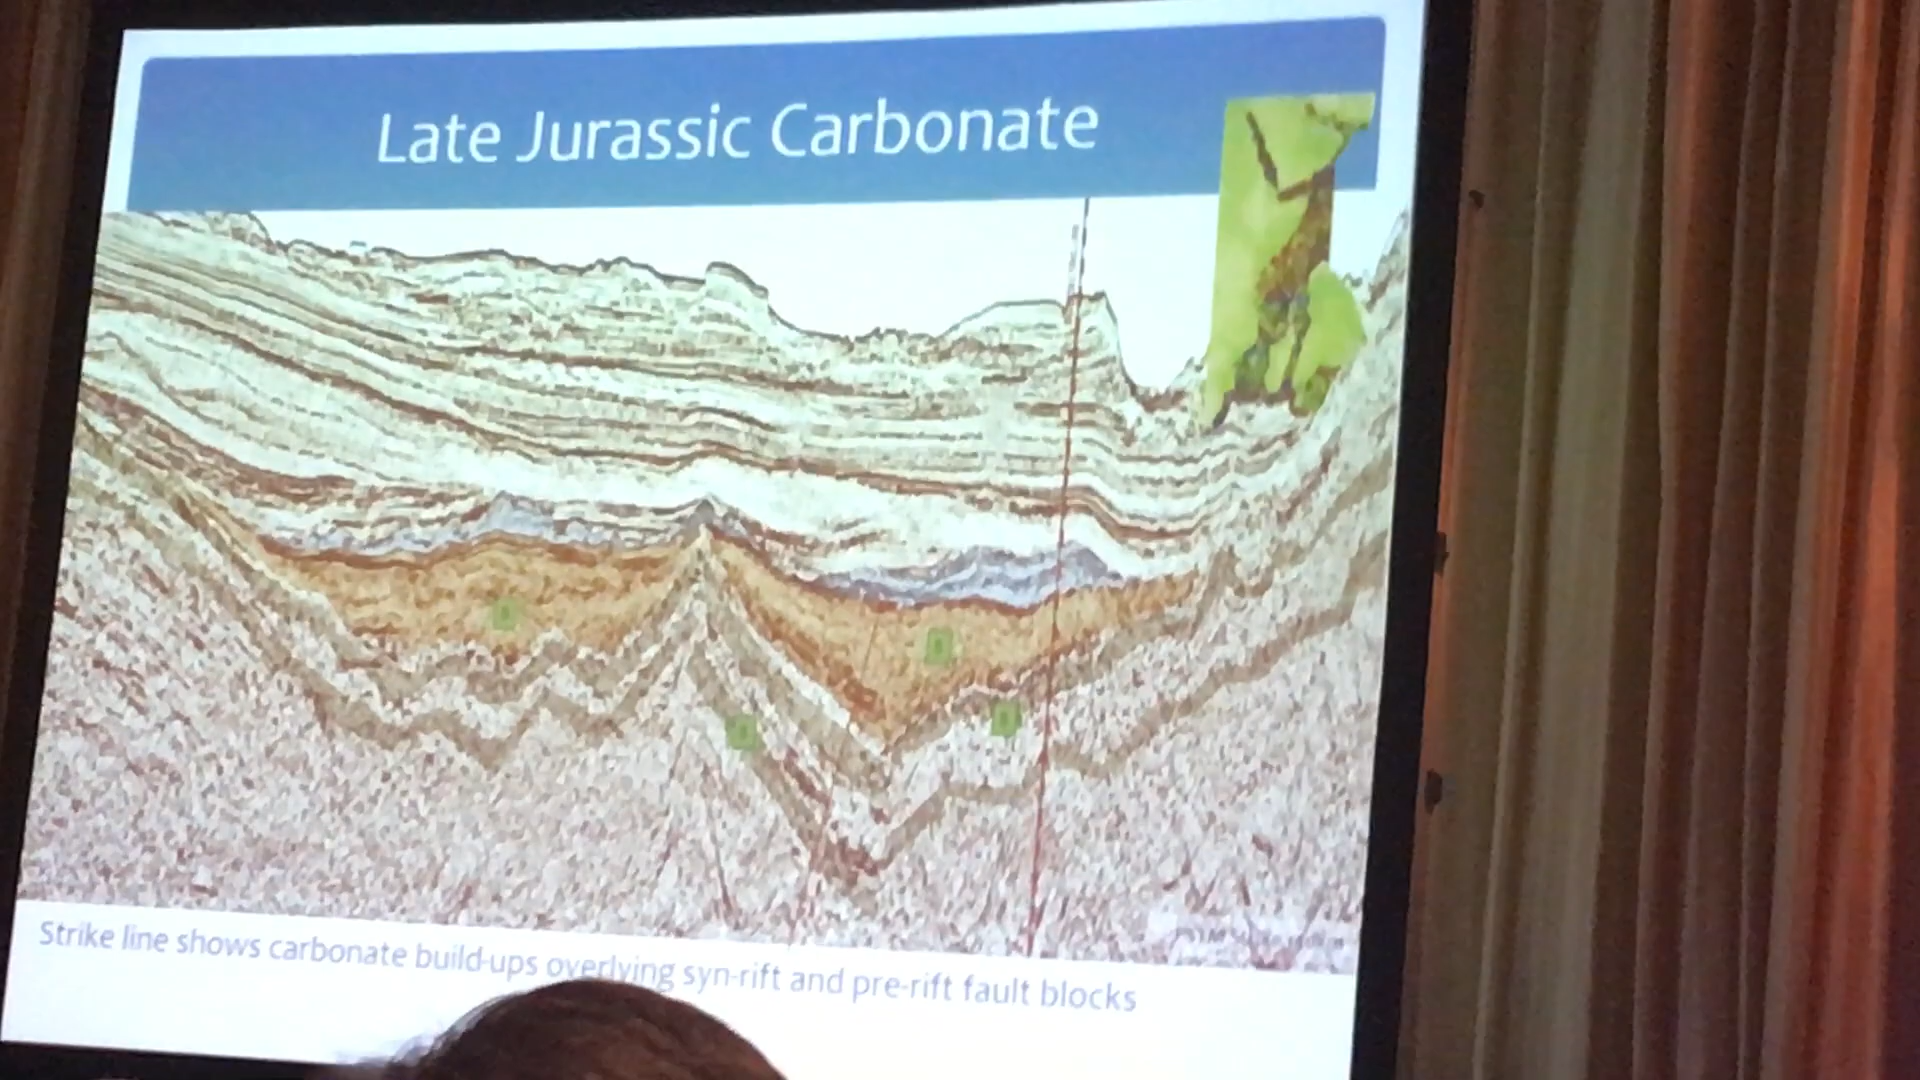 Late Jurassic Carbonate
Strike line shows carbonate build-ups overlying syn-rift and pre-rift fault blocks